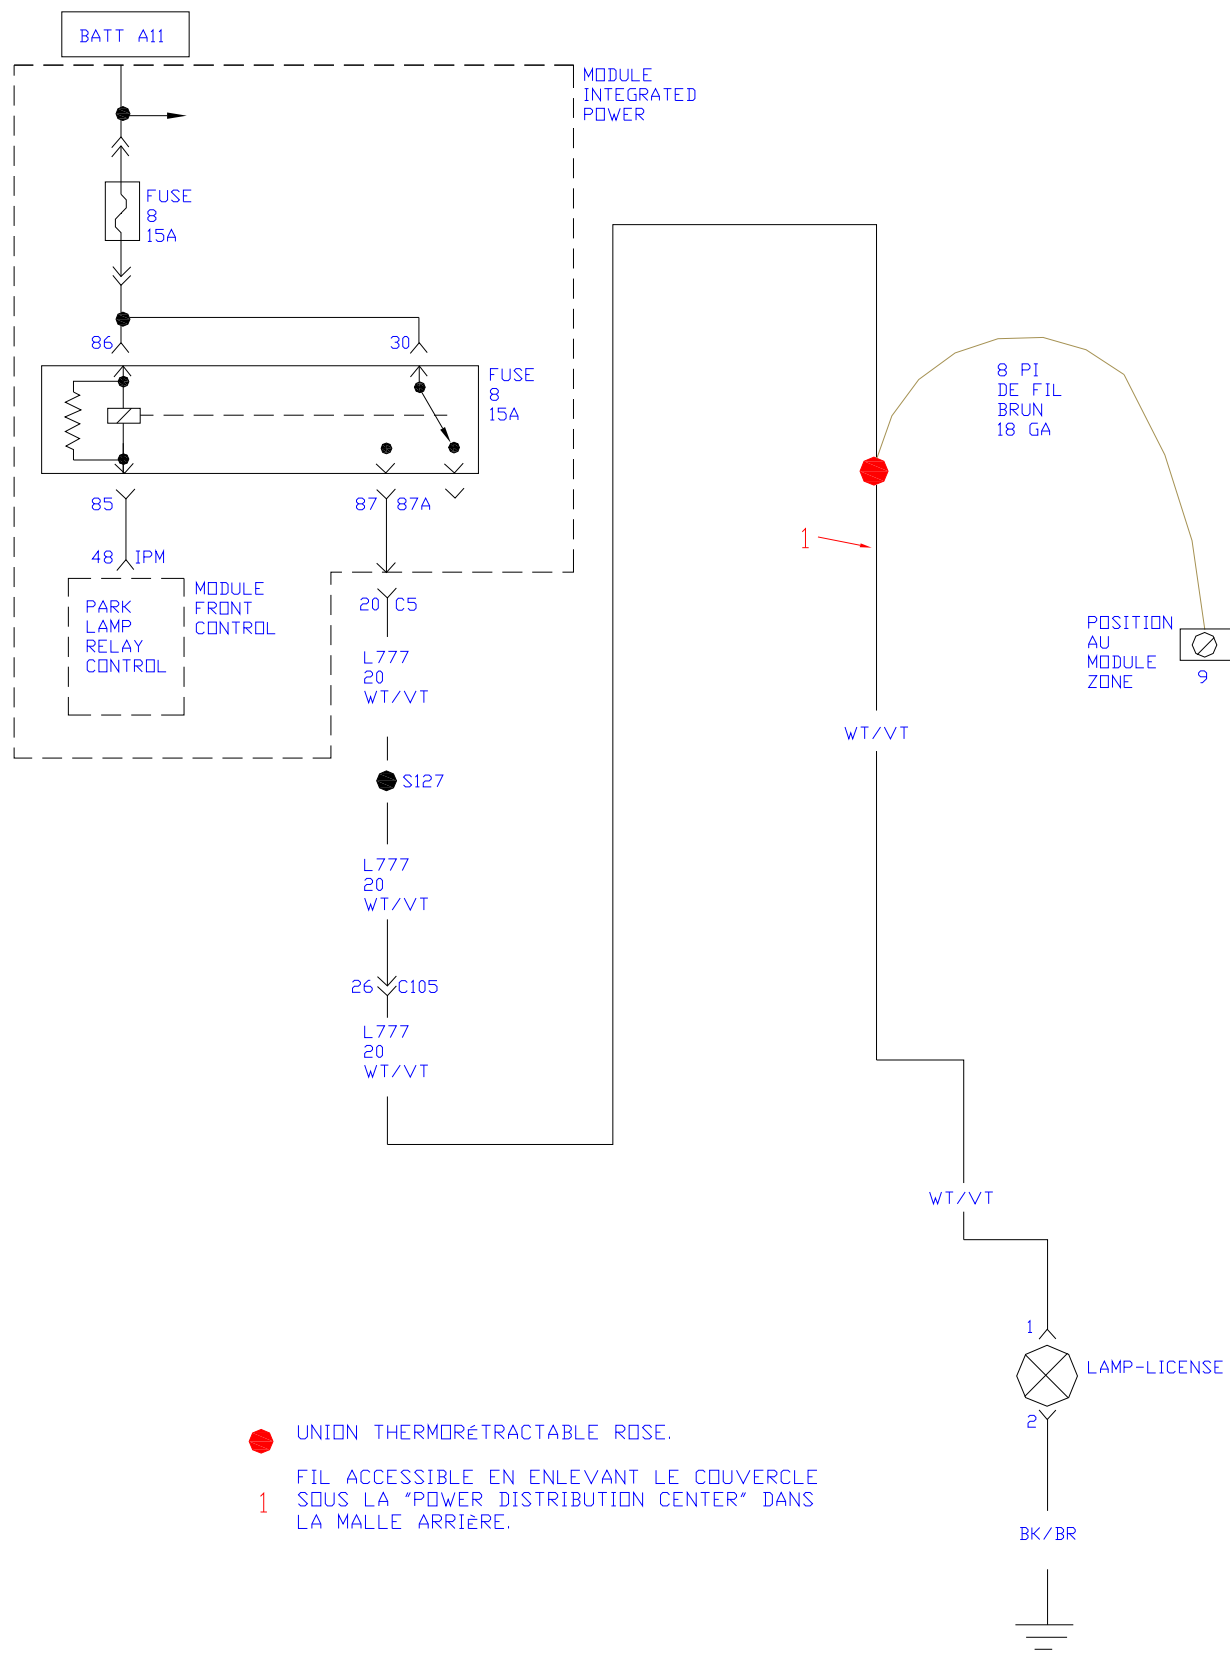 BATT A11
MODULE
INTEGRATED
POWER
FUSE
8
15A
86
30
FUSE
8
15A
85
87
87A
48
IPM
MODULE
FRONT
CONTROL
PARK
LAMP
RELAY
CONTROL
20
C5
L777
20
WT/VT
S127
L777
20
WT/VT
26
C105
L777
20
WT/VT
8 PI
DE FIL
BRUN
18 GA
1
POSITION
AU
MODULE
ZONE
9
WT/VT
WT/VT
1
LAMP-LICENSE
2
BK/BR
UNION THERMORÉTRACTABLE ROSE.
1
FIL ACCESSIBLE EN ENLEVANT LE COUVERCLE
SOUS LA "POWER DISTRIBUTION CENTER" DANS
LA MALLE ARRIÈRE.